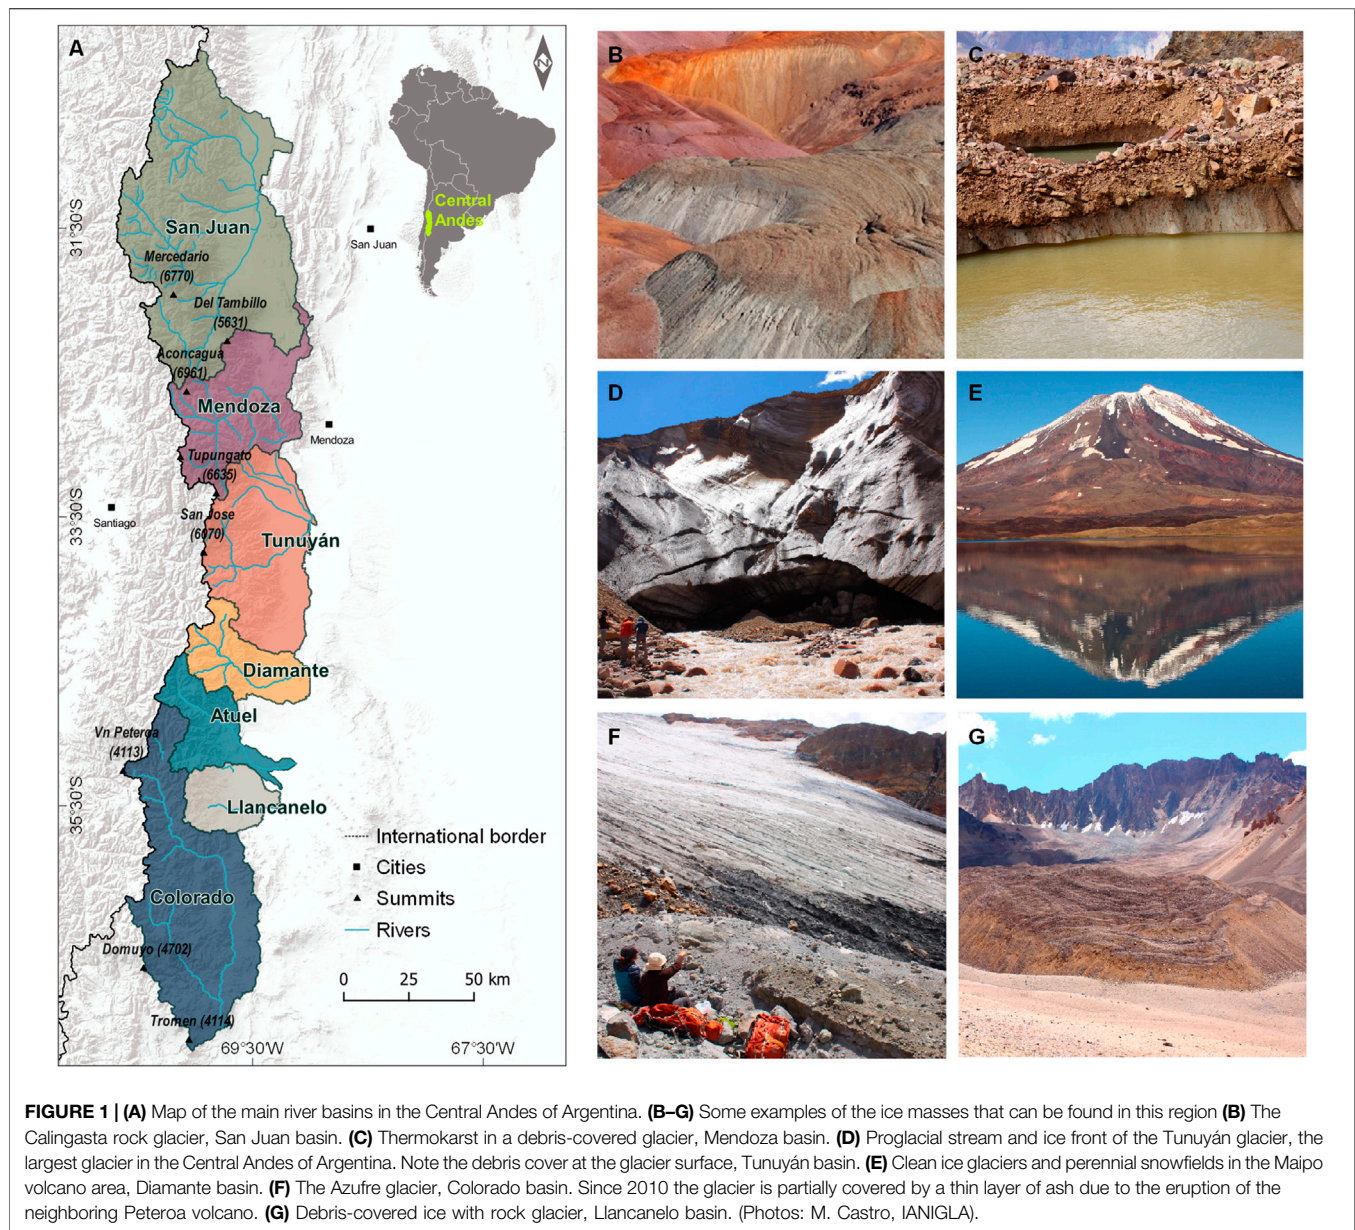 A
N
Central
Andes
31°30'S
San Juan
San Juan
Mercedario
(6770)
Del Tambillo
(5631)
Aconcagua
(6961)
Mendoza
Mendoza
Tupungato
(6635)
33°30'S
San Jose
(6070)
Santiago
Tunuyán
Diamante
Atuel
Vn Peteroa
(4113)
35°30'S
Llancanelo
International border
Cities
Summits
Rivers
Colorado
Domuyo (4702)
0 25 50 km
Tromen (4114)
69°30'W 67°30'W
B
C
D
E
F
G
FIGURE 1 | (A) Map of the main river basins in the Central Andes of Argentina. (B–G) Some examples of the ice masses that can be found in this region (B) The
Calingasta rock glacier, San Juan basin. (C) Thermokarst in a debris-covered glacier, Mendoza basin. (D) Proglacial stream and ice front of the Tunuyán glacier, the
largest glacier in the Central Andes of Argentina. Note the debris cover at the glacier surface, Tunuyán basin. (E) Clean ice glaciers and perennial snowfields in the Maipo
volcano area, Diamante basin. (F) The Azufre glacier, Colorado basin. Since 2010 the glacier is partially covered by a thin layer of ash due to the eruption of the
neighboring Peteroa volcano. (G) Debris-covered ice with rock glacier, Llancanelo basin. (Photos: M. Castro, IANIGLA).